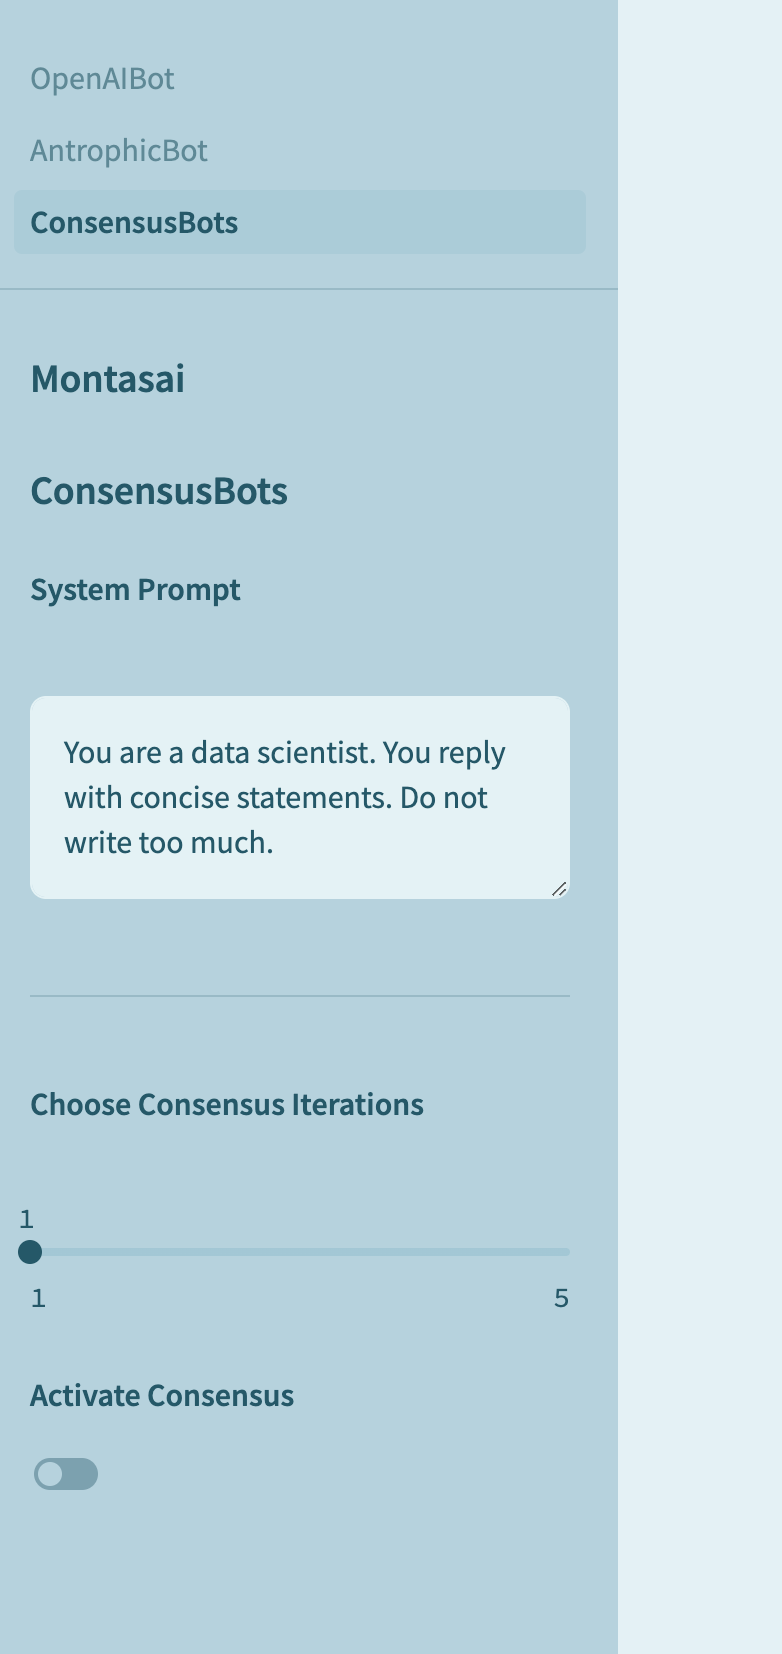 OpenAIBot
AntrophicBot
ConsensusBots
Montasai
ConsensusBots
System Prompt
You are a data scientist. You reply
with concise statements. Do not
write too much.
Choose Consensus Iterations
1
1 5
Activate Consensus